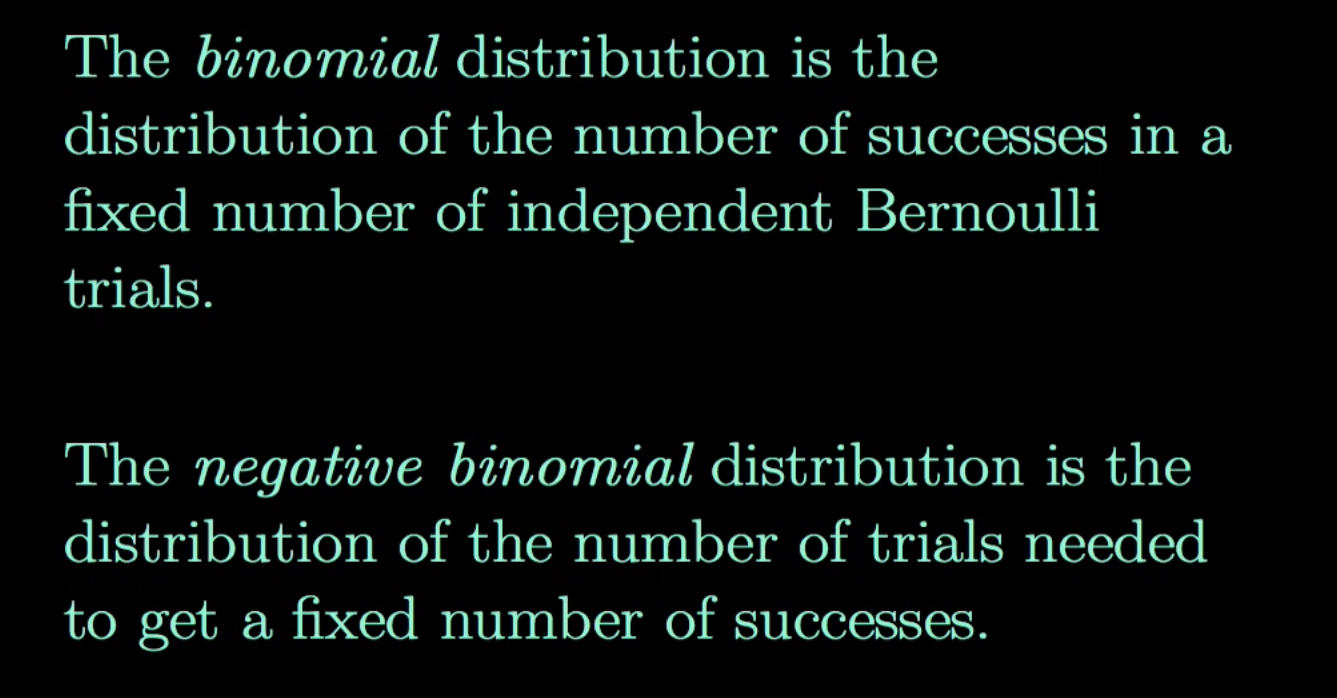 The binomial distribution is the
distribution of the number of successes in a
fixed number of independent Bernoulli
trials.
The negative binomial distribution is the
distribution of the number of trials needed
to get a fixed number of successes.